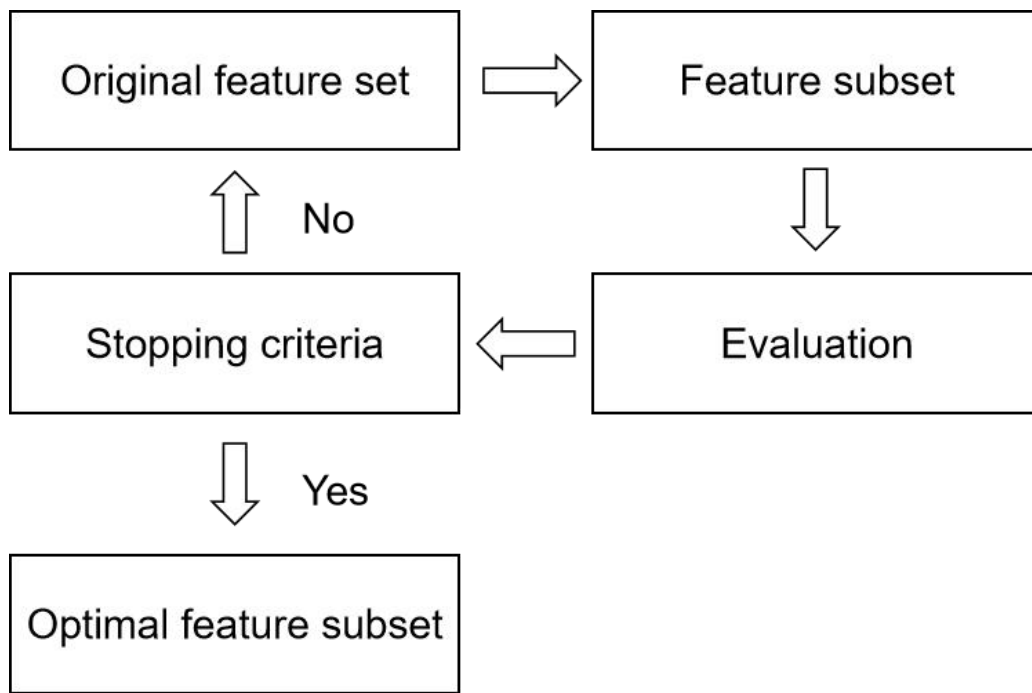 Original feature set
Feature subset
No
Stopping criteria
Evaluation
Yes
Optimal feature subset